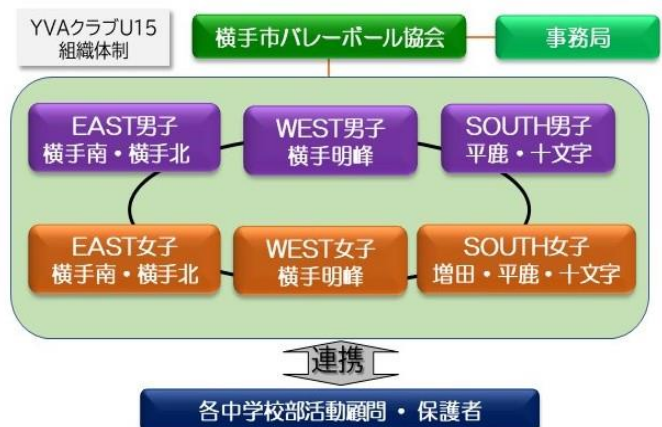 YVAクラブU15
組織体制
横手市バレーボール協会
事務局
EAST男子
横手南・横手北
WEST男子
横手明峰
SOUTH男子
平鹿・十文字
EAST女子
横手南・横手北
WEST女子
横手明峰
SOUTH女子
増田・平鹿・十文字
連携
各中学校部活動顧問・保護者